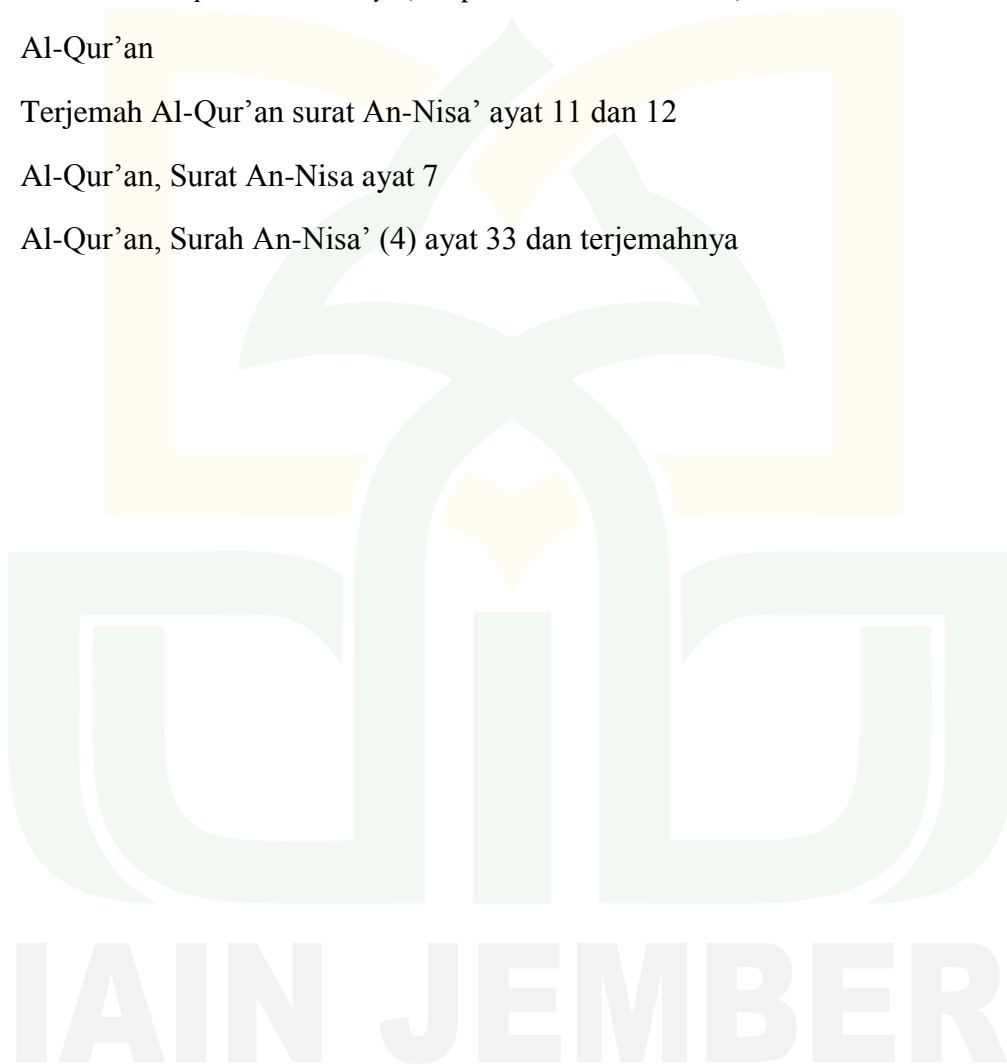 Al-Qur’an
Terjemah Al-Qur’an surat An-Nisa’ ayat 11 dan 12
Al-Qur’an, Surat An-Nisa ayat 7
Al-Qur’an, Surah An-Nisa’ (4) ayat 33 dan terjemahnya
IAIN JEMBER